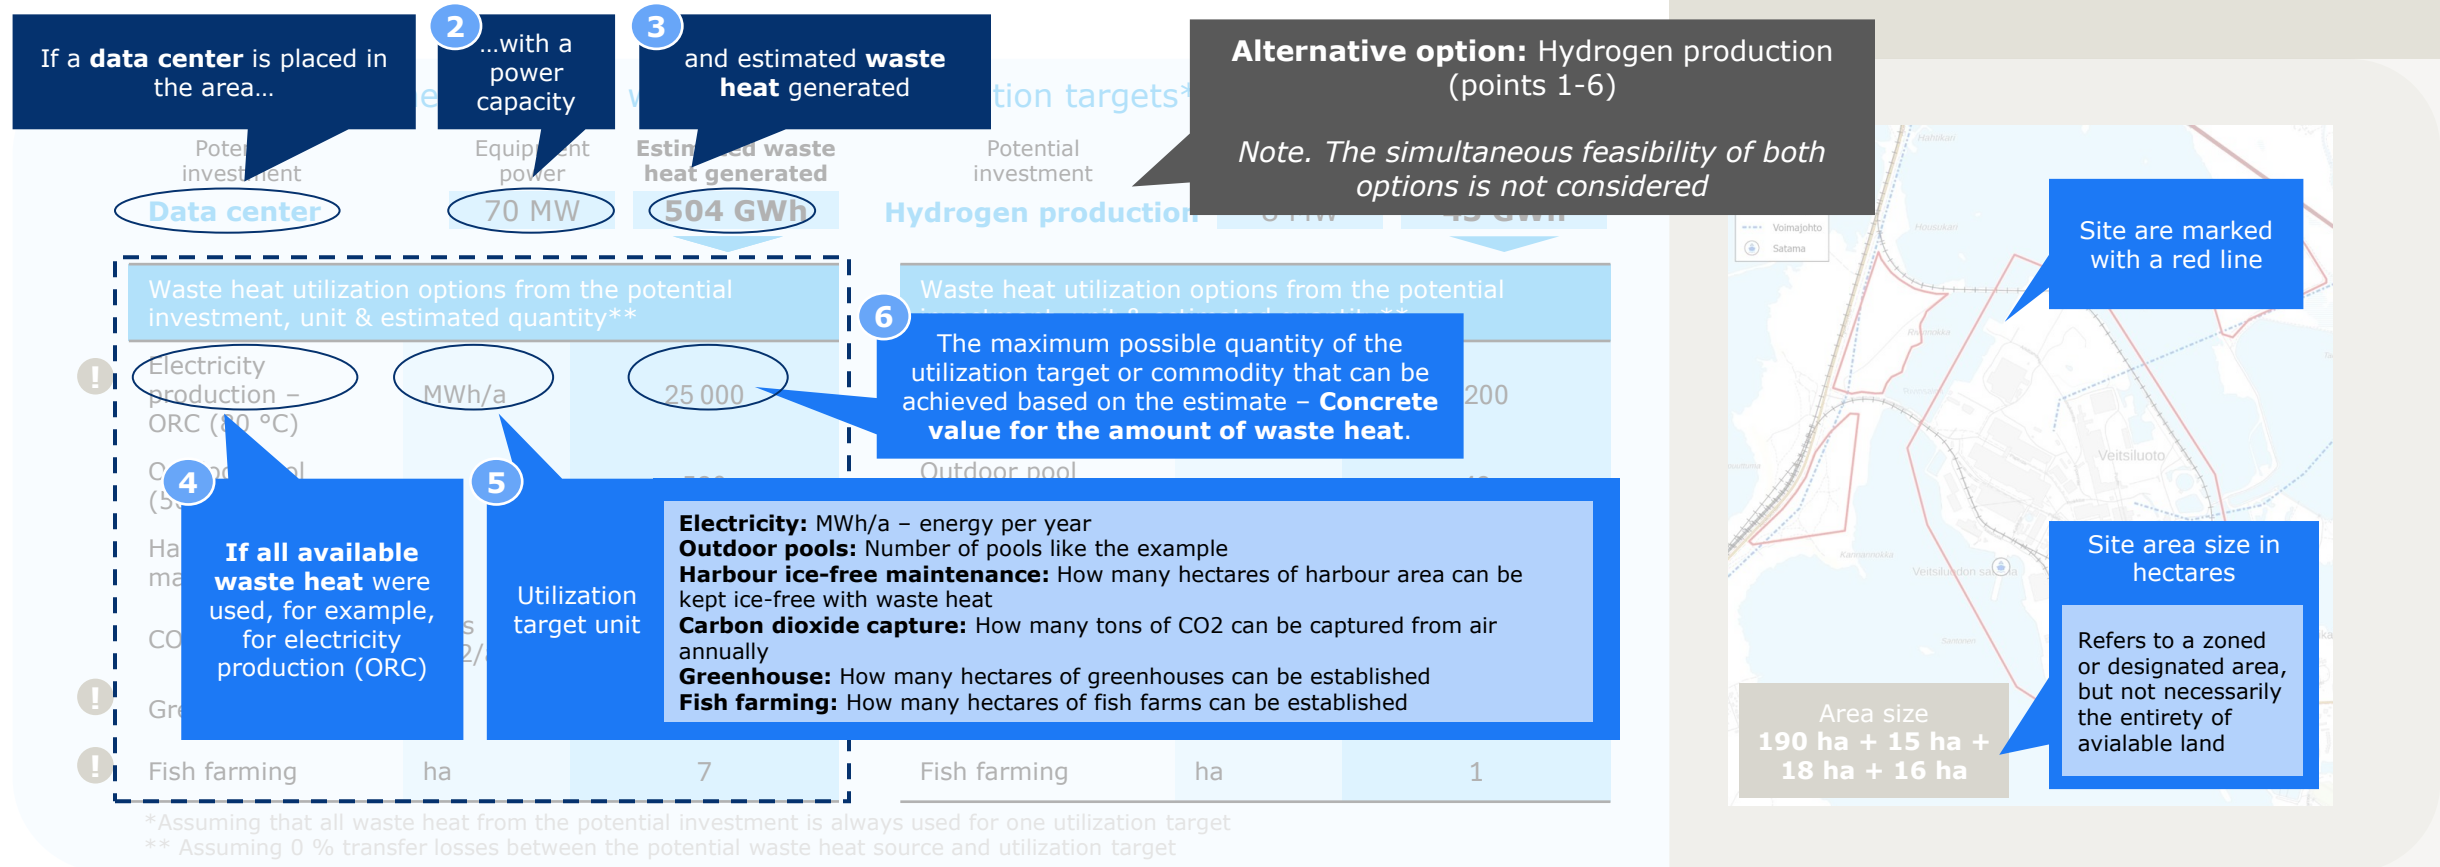 If a data center is placed in
the area…
2
…with a
power
capacity
3
and estimated waste
heat generated
Alternative option: Hydrogen production
(points 1-6)
Note. The simultaneous feasibility of both
options is not considered
tion targets*
investment
Equipment
power
Estimated waste
heat generated
Potential
investment
Data center
70 MW
504 GWh
Hydrogen production
Waste heat utilization options from the potential
investment, unit & estimated quantity**
Electricity
production –
ORC (80 °C)
MWh/a
25 000
Waste heat utilization options from the potential
6
The maximum possible quantity of the
utilization target or commodity that can be
achieved based on the estimate – Concrete
value for the amount of waste heat.
200
Outdoor pool
4
If all available
waste heat were
used, for example,
for electricity
production (ORC)
5
Utilization
target unit
Electricity: MWh/a – energy per year
Outdoor pools: Number of pools like the example
Harbour ice-free maintenance: How many hectares of harbour area can be
kept ice-free with waste heat
Carbon dioxide capture: How many tons of CO2 can be captured from air
annually
Greenhouse: How many hectares of greenhouses can be established
Fish farming: How many hectares of fish farms can be established
!
!
!
Fish farming ha 7
Fish farming ha 1
*Assuming that all waste heat from the potential investment is always used for one utilization target
** Assuming 0 % transfer losses between the potential waste heat source and utilization target
Hahtikari
Housukari
Voimajohto
Satama
Site are marked
with a red line
Veitsiluoto
Kannannokka
Veitsiluodon satama
Santonen
Site area size in
hectares
Refers to a zoned
or designated area,
but not necessarily
the entirety of
avialable land
Area size
190 ha + 15 ha +
18 ha + 16 ha